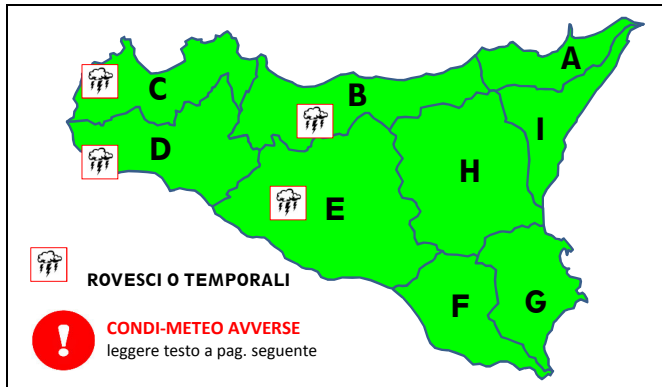 A
B
C
I
D
H
E
ROVESCI O TEMPORALI
F
G
CONDI-METEO AVVERSE
leggere testo a pag. seguente